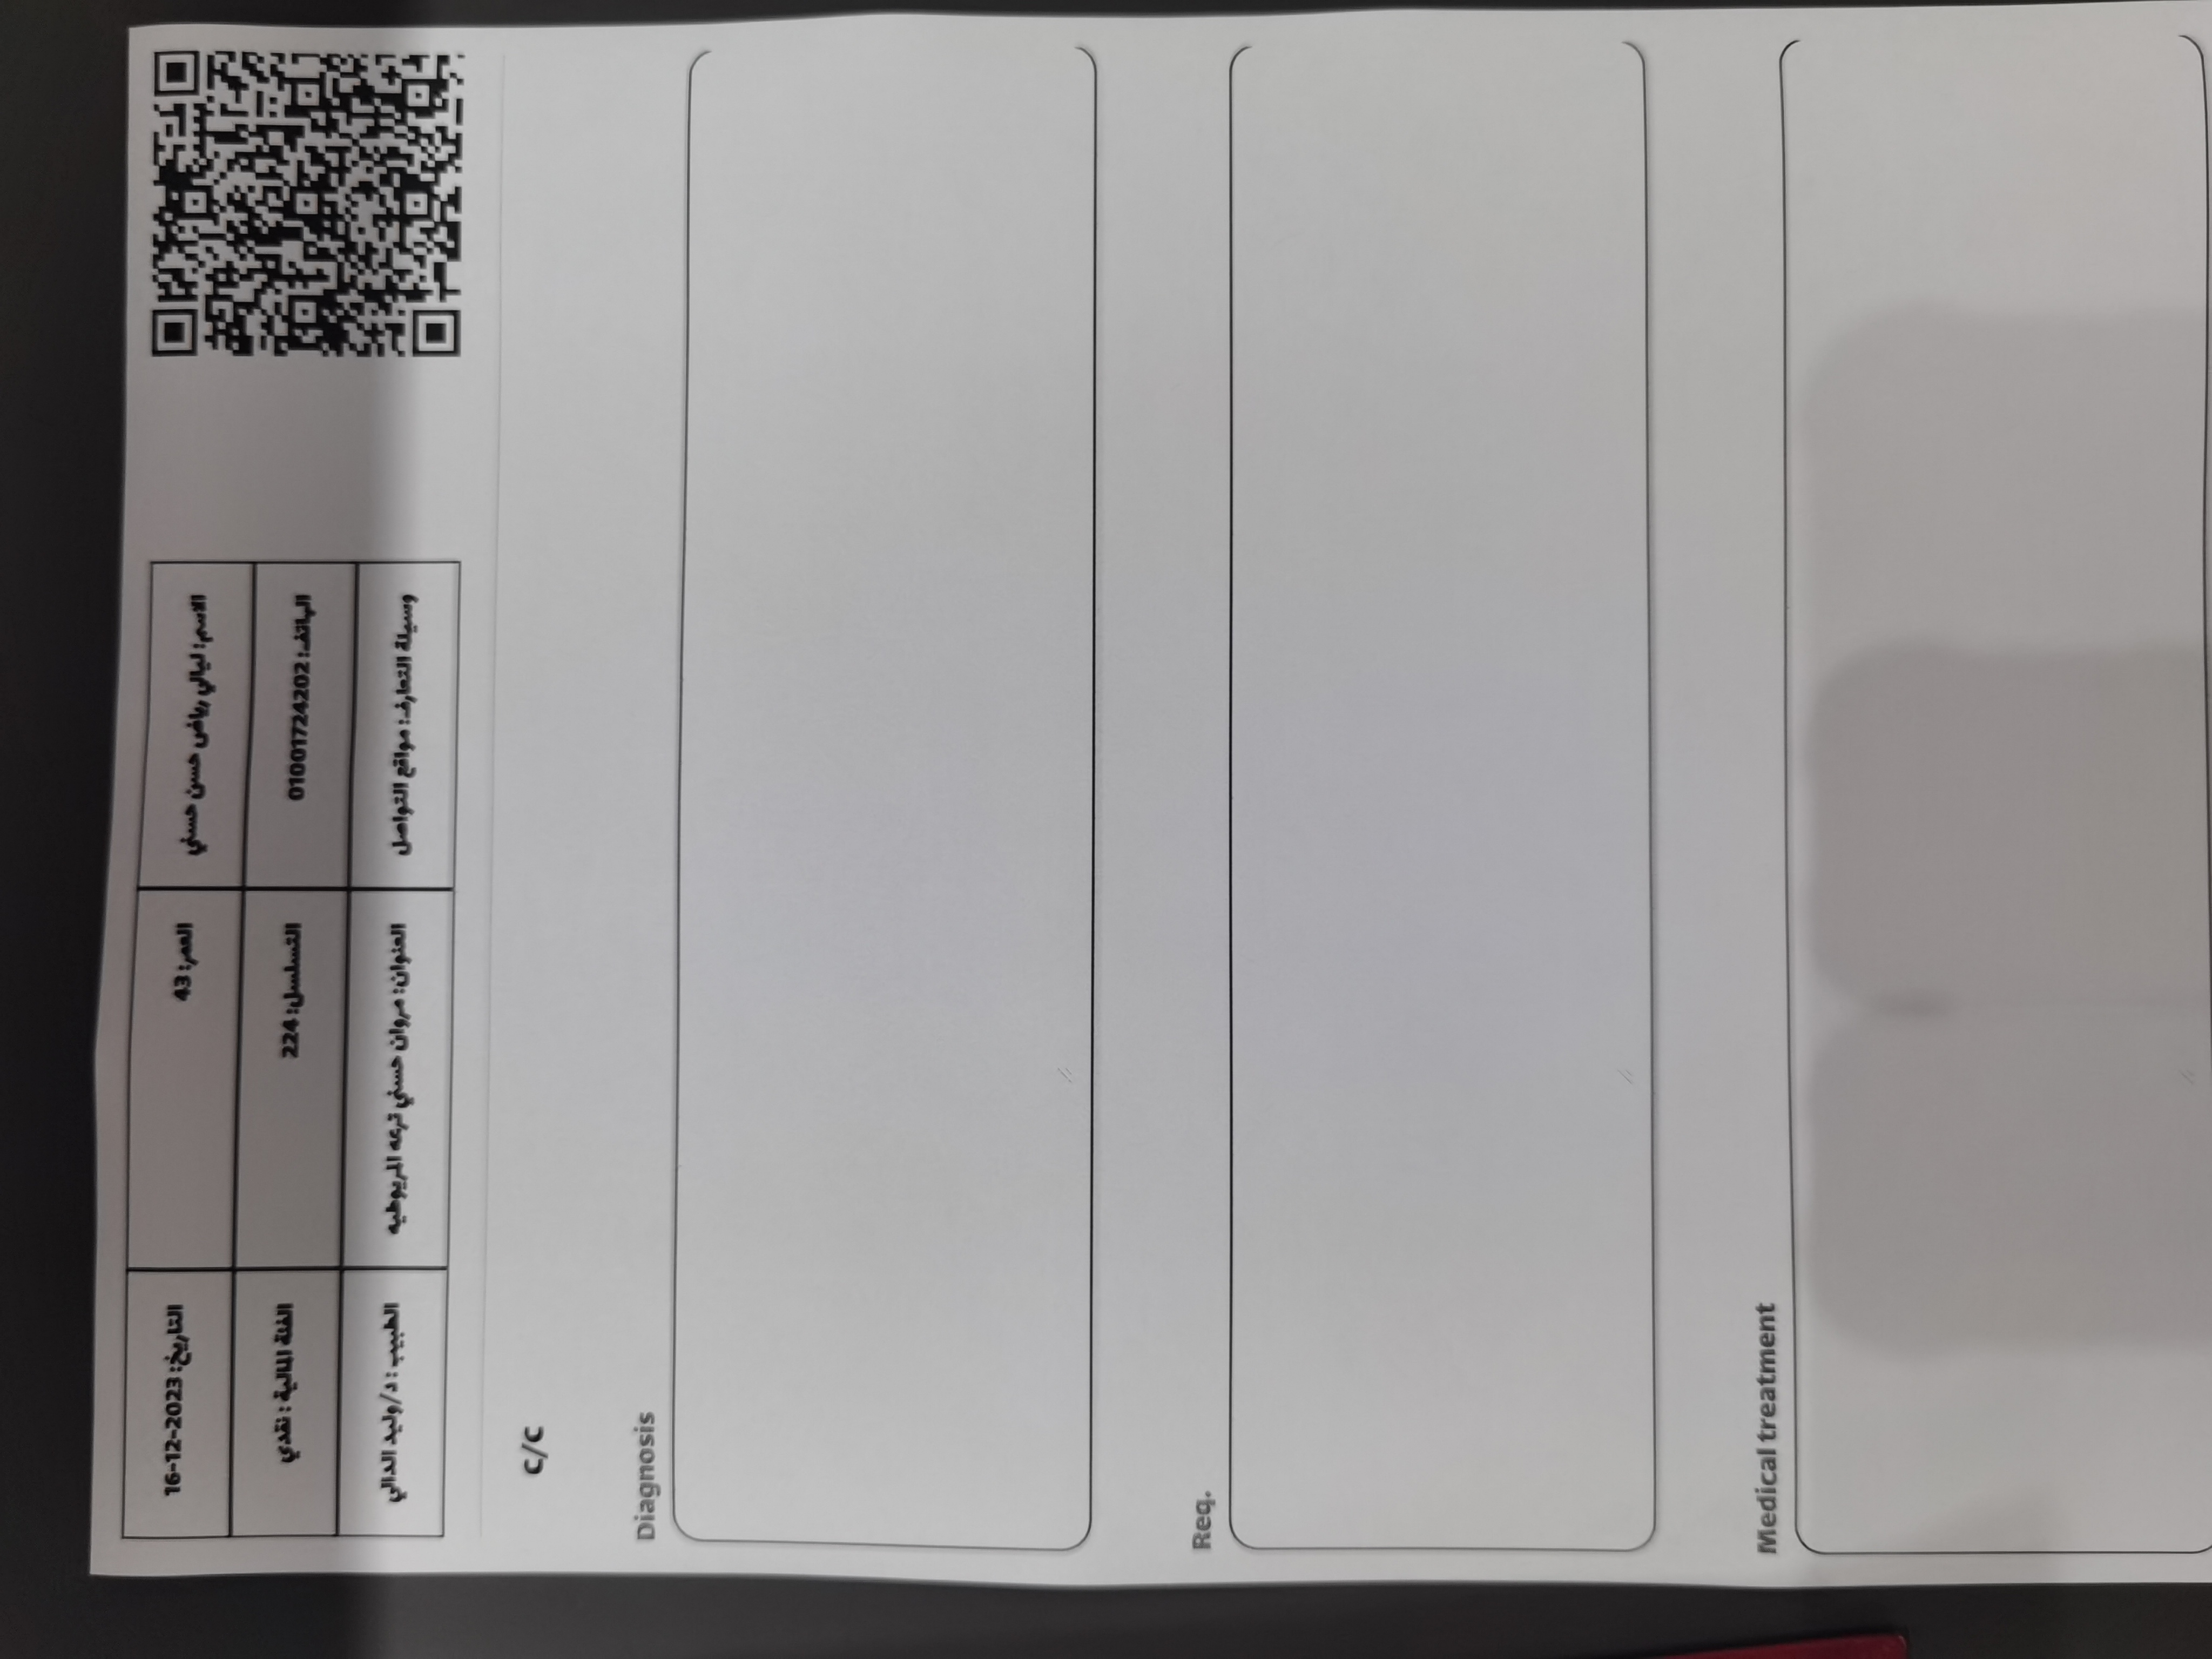 الاسم: ليالي رياض حسن حسني
العمر: 43
التاريخ: 16-12-2023
الهاتف: 01001724202
التسلسل: 224
الفئة المالية : نقدي
وسيلة التعارف: مواقع التواصل
العنوان: مروان حسني ترعه المريوطيه
الطبيب : د/وليد الدالي
C/C
Diagnosis
Req.
Medical treatment